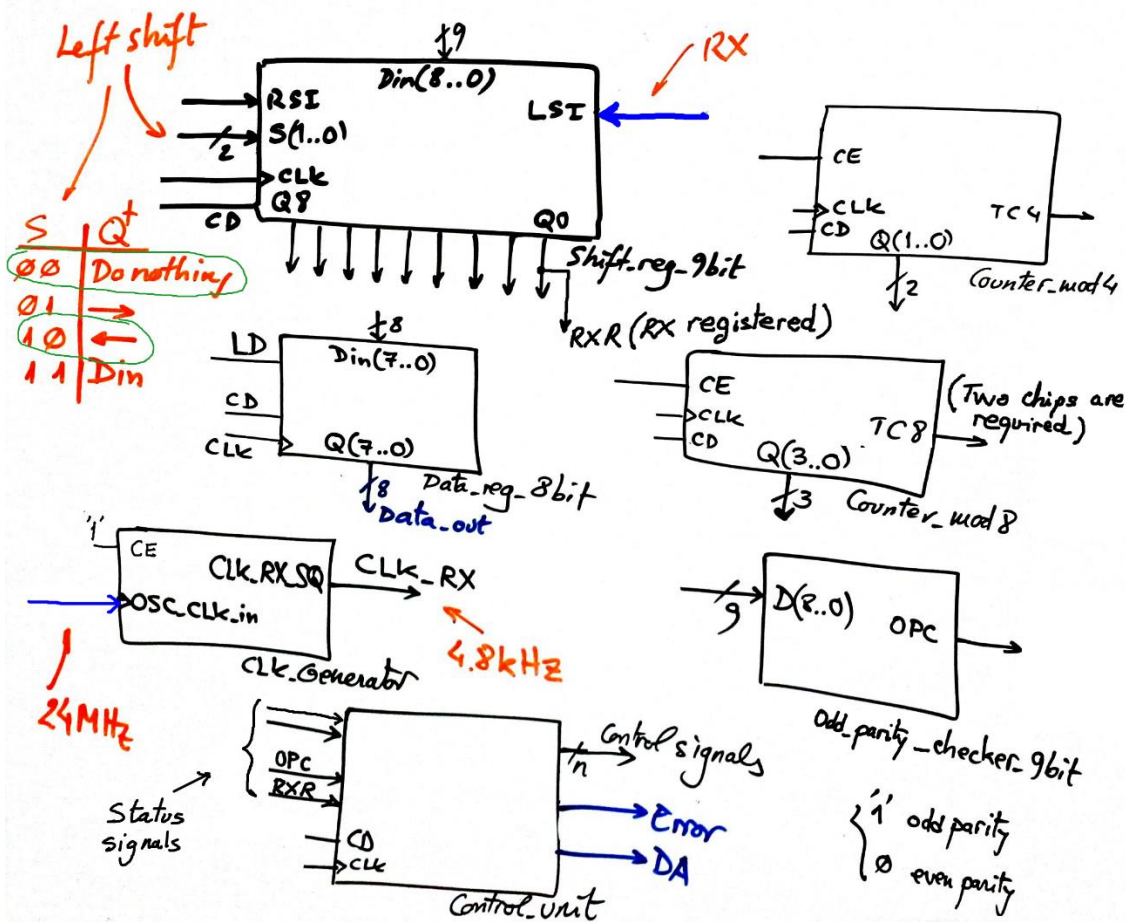 Left shift
9
Din(8..0)
RX
RSI
LSI
2
S(1..0)
CLK
CD
Q8
Q0
Shift_reg_9bit
RXR (RX registered)
S Q+
00 Do nothing
01 →
10 ←
11 Din
CE
CLK
CD
TC4
Q(1..0)
2
Counter_mod4
8
LD
Din(7..0)
CD
CLK
Q(7..0)
8
Data_reg_8bit
Data_out
CE
CLK
CD
TC8
Q(3..0)
3
Counter_mod8
(Two chips are
required)
'1'
CE
CLK_RX_SQ
CLK_RX
OSC_CLK_in
CLK_Generator
4.8kHz
24MHz
9
D(8..0)
OPC
Odd_parity_checker_9bit
'1' odd parity
0 even parity
OPC
RXR
Status
signals
CD
CLK
n
Control signals
Error
DA
Control_unit